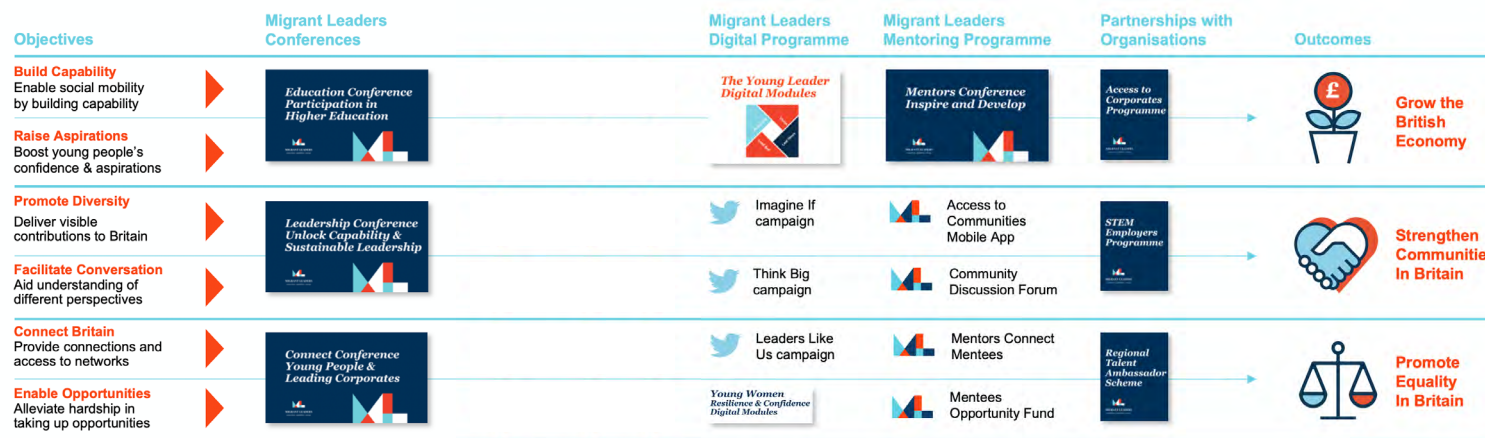 Objectives
Migrant Leaders
Conferences
Migrant Leaders
Digital Programme
Migrant Leaders
Mentoring Programme
Partnerships with
Organisations
Outcomes
Build Capability
Enable social mobility
by building capability
Raise Aspirations
Boost young people's
confidence & aspirations
Education Conference
Participation in
Higher Education
The Young Leader
Digital Modules
Mentors Conference
Inspire and Develop
Access to
Corporates
Programme
£
Grow the
British
Economy
Promote Diversity
Deliver visible
contributions to Britain
Facilitate Conversation
Aid understanding of
different perspectives
Leadership Conference
Unlock Capability &
Sustainable Leadership
Imagine If
campaign
Think Big
campaign
Access to
Communities
Mobile App
Community
Discussion Forum
STEM
Employers
Programme
Strengthen
Communitie
In Britain
Connect Britain
Provide connections and
access to networks
Enable Opportunities
Alleviate hardship in
taking up opportunities
Connect Conference
Young People &
Leading Corporates
Leaders Like
Us campaign
Young Women
Resilience & Confidence
Digital Modules
Mentors Connect
Mentees
Mentees
Opportunity Fund
Regional
Talent
Ambassador
Scheme
Promote
Equality
In Britain